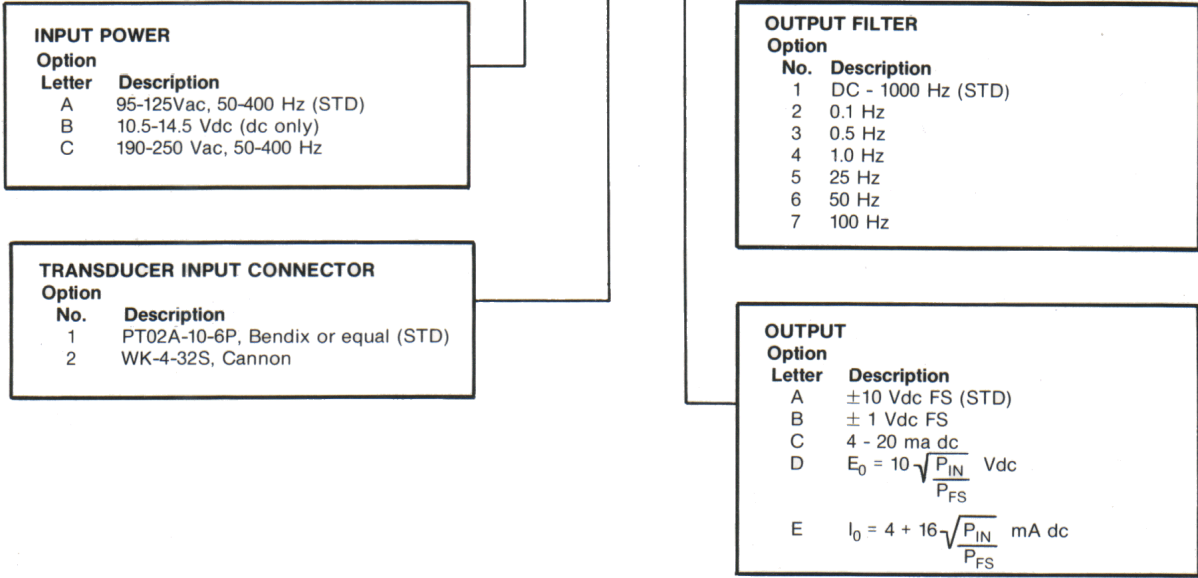 INPUT POWER
Option
Letter Description
A 95-125Vac, 50-400 Hz (STD)
B 10.5-14.5 Vdc (dc only)
C 190-250 Vac, 50-400 Hz
TRANSDUCER INPUT CONNECTOR
Option
No. Description
1 PT02A-10-6P, Bendix or equal (STD)
2 WK-4-32S, Cannon
OUTPUT FILTER
Option
No. Description
1 DC - 1000 Hz (STD)
2 0.1 Hz
3 0.5 Hz
4 1.0 Hz
5 25 Hz
6 50 Hz
7 100 Hz
OUTPUT
Option
Letter Description
A ±10 Vdc FS (STD)
B ± 1 Vdc FS
C 4 - 20 ma dc
D E₀ = 10 √(P_IN / P_FS) Vdc
E I₀ = 4 + 16 √(P_IN / P_FS) mA dc